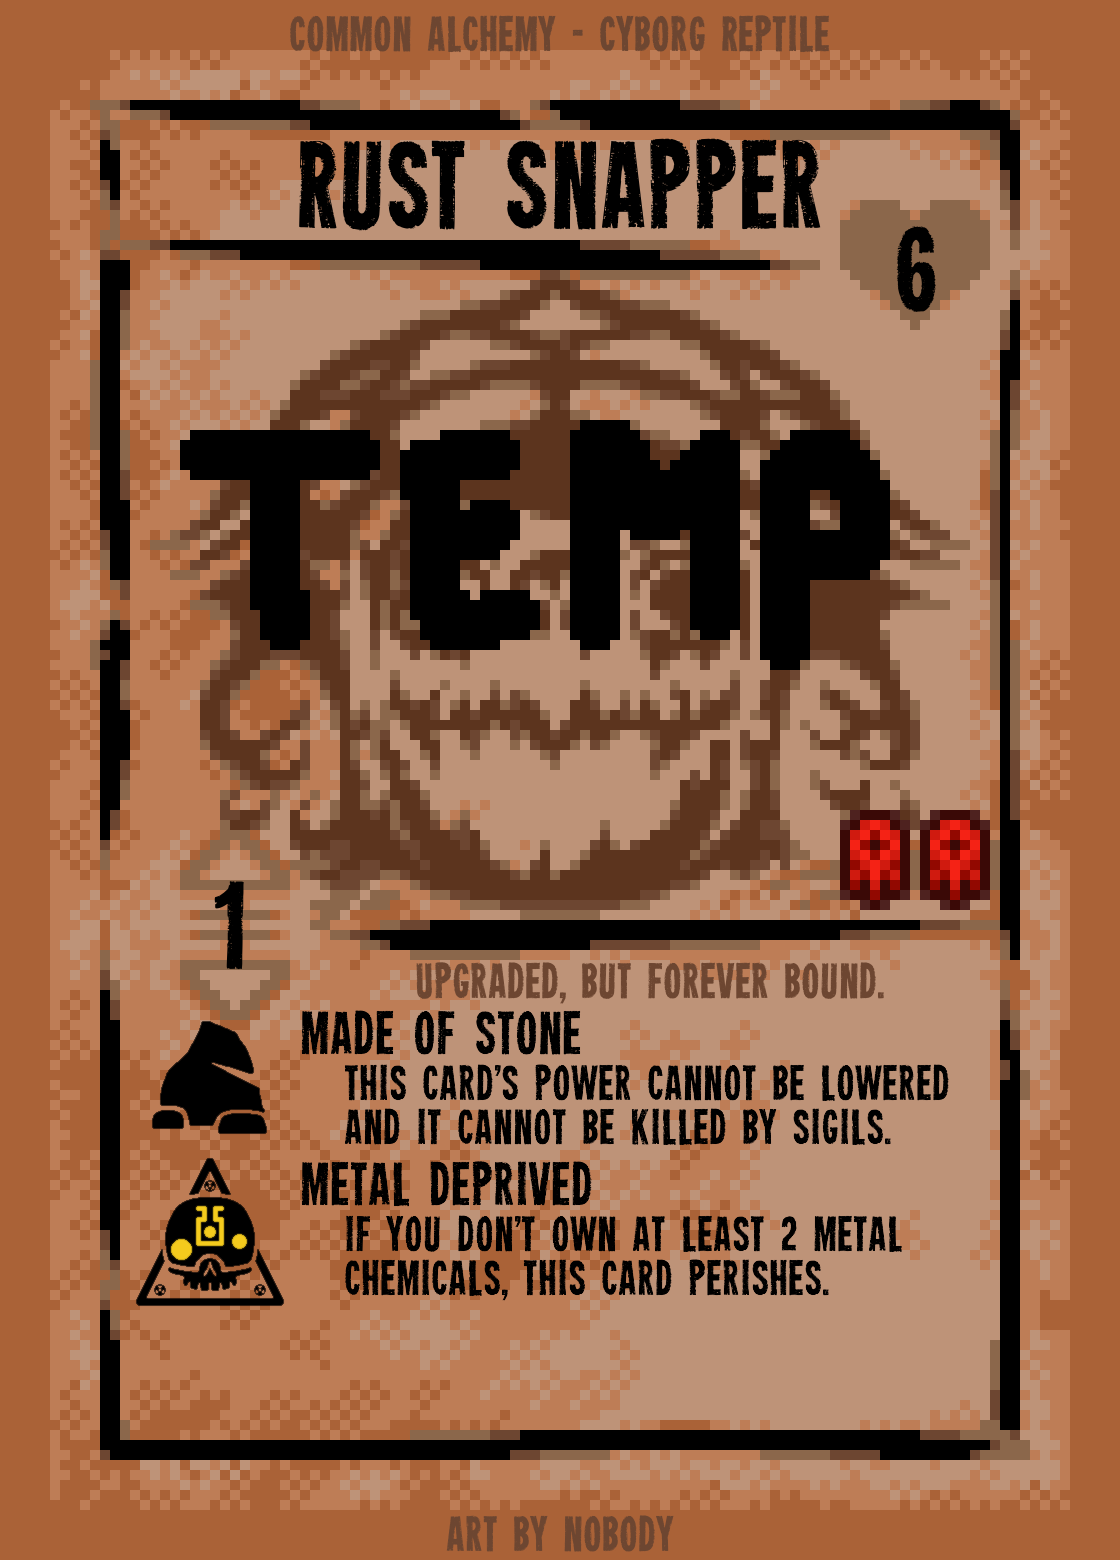 COMMON ALCHEMY - CYBORG REPTILE
RUST SNAPPER
6
TEMP
1
UPGRADED, BUT FOREVER BOUND.
MADE OF STONE
THIS CARD'S POWER CANNOT BE LOWERED
AND IT CANNOT BE KILLED BY SIGILS.
METAL DEPRIVED
IF YOU DON'T OWN AT LEAST 2 METAL
CHEMICALS, THIS CARD PERISHES.
ART BY NOBODY